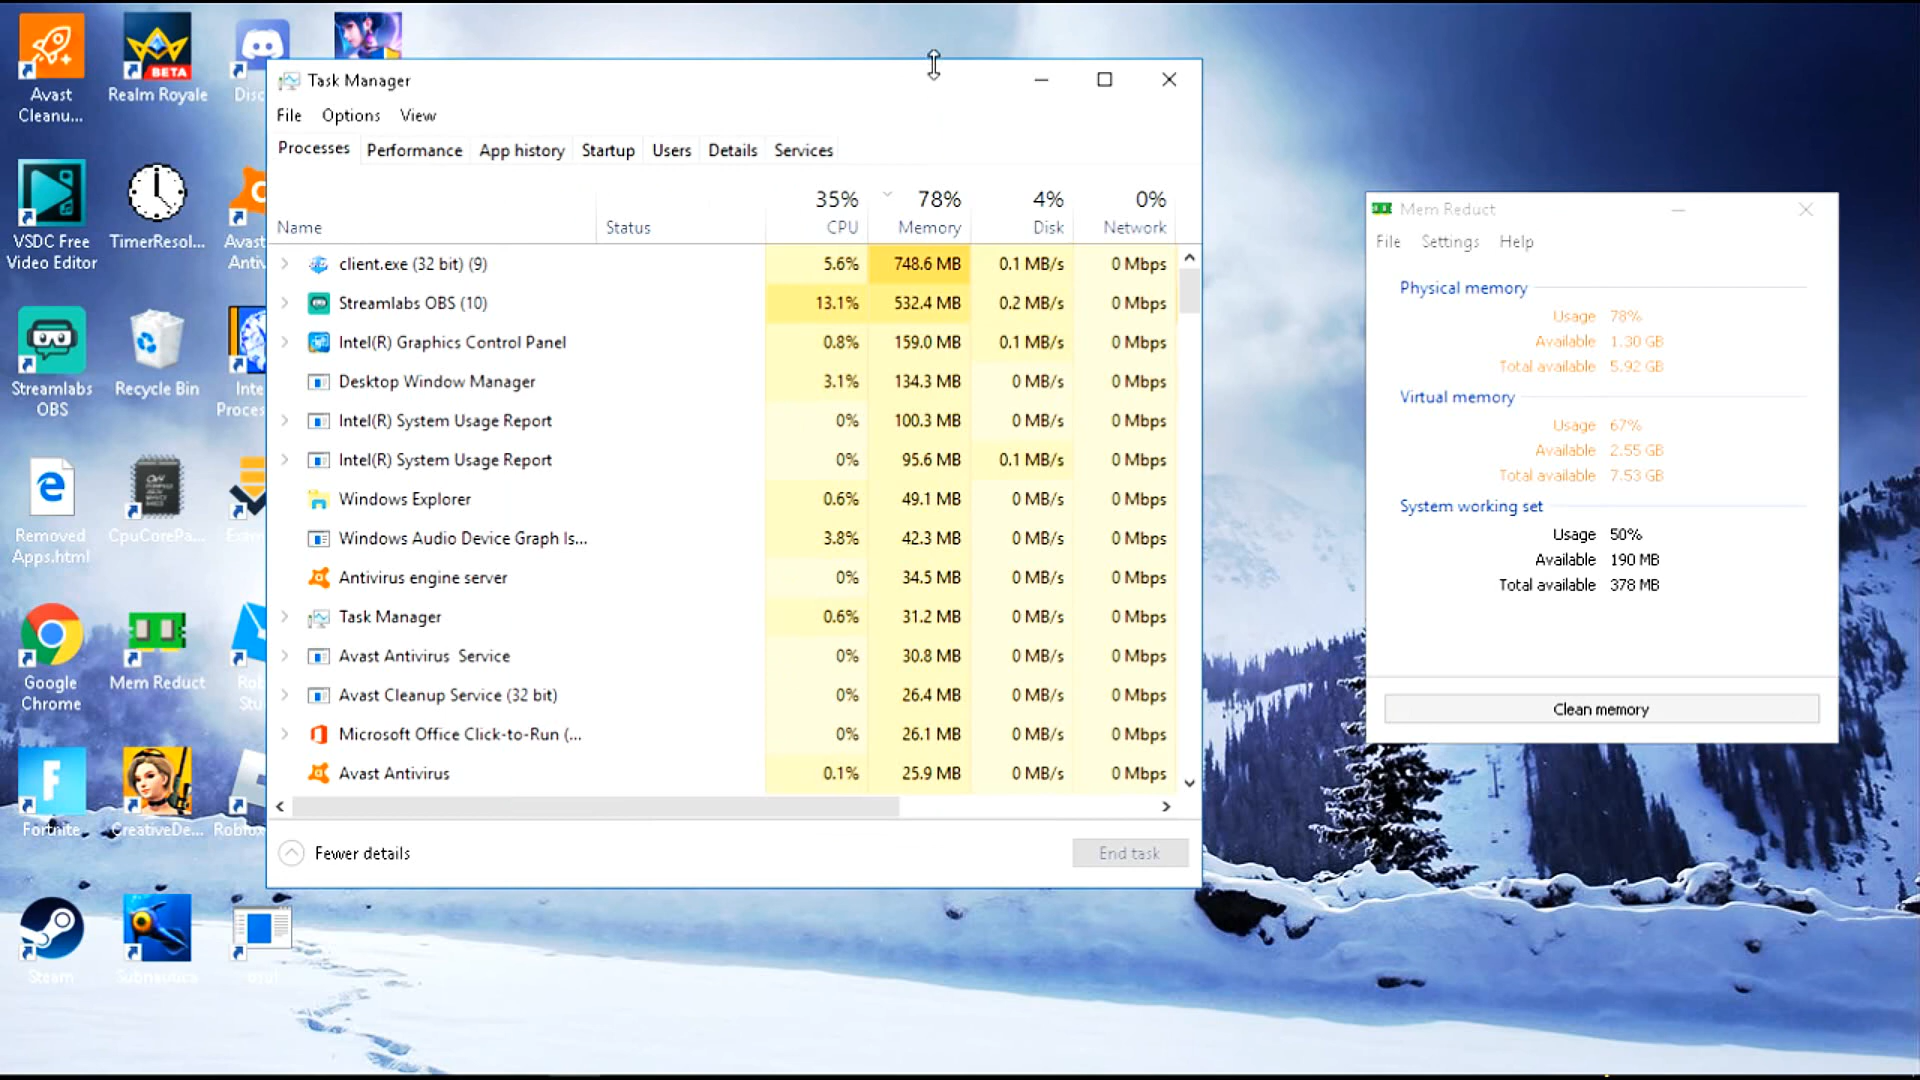 Avast
Cleanu...
Realm Royale
Disc
BETA
VSDC Free
Video Editor
TimerResol...
Avast
Antiv
Streamlabs
OBS
Recycle Bin
Inte
Proces
Removed
Apps.html
CpuCorePa...
Google
Chrome
Mem Reduct
Rob
Stu
Fortnite
CreativeDe...
Roblox
Steam
Subnautica
Task Manager
File Options View
Processes Performance App history Startup Users Details Services
35% 78% 4% 0%
Name Status CPU Memory Disk Network
client.exe (32 bit) (9) 5.6% 748.6 MB 0.1 MB/s 0 Mbps
Streamlabs OBS (10) 13.1% 532.4 MB 0.2 MB/s 0 Mbps
Intel(R) Graphics Control Panel 0.8% 159.0 MB 0.1 MB/s 0 Mbps
Desktop Window Manager 3.1% 134.3 MB 0 MB/s 0 Mbps
Intel(R) System Usage Report 0% 100.3 MB 0 MB/s 0 Mbps
Intel(R) System Usage Report 0% 95.6 MB 0.1 MB/s 0 Mbps
Windows Explorer 0.6% 49.1 MB 0 MB/s 0 Mbps
Windows Audio Device Graph Is... 3.8% 42.3 MB 0 MB/s 0 Mbps
Antivirus engine server 0% 34.5 MB 0 MB/s 0 Mbps
Task Manager 0.6% 31.2 MB 0 MB/s 0 Mbps
Avast Antivirus Service 0% 30.8 MB 0 MB/s 0 Mbps
Avast Cleanup Service (32 bit) 0% 26.4 MB 0 MB/s 0 Mbps
Microsoft Office Click-to-Run (... 0% 26.1 MB 0 MB/s 0 Mbps
Avast Antivirus 0.1% 25.9 MB 0 MB/s 0 Mbps
Fewer details
End task
Mem Reduct
File Settings Help
Physical memory
Usage 78%
Available 1.30 GB
Total available 5.92 GB
Virtual memory
Usage 67%
Available 2.55 GB
Total available 7.53 GB
System working set
Usage 50%
Available 190 MB
Total available 378 MB
Clean memory